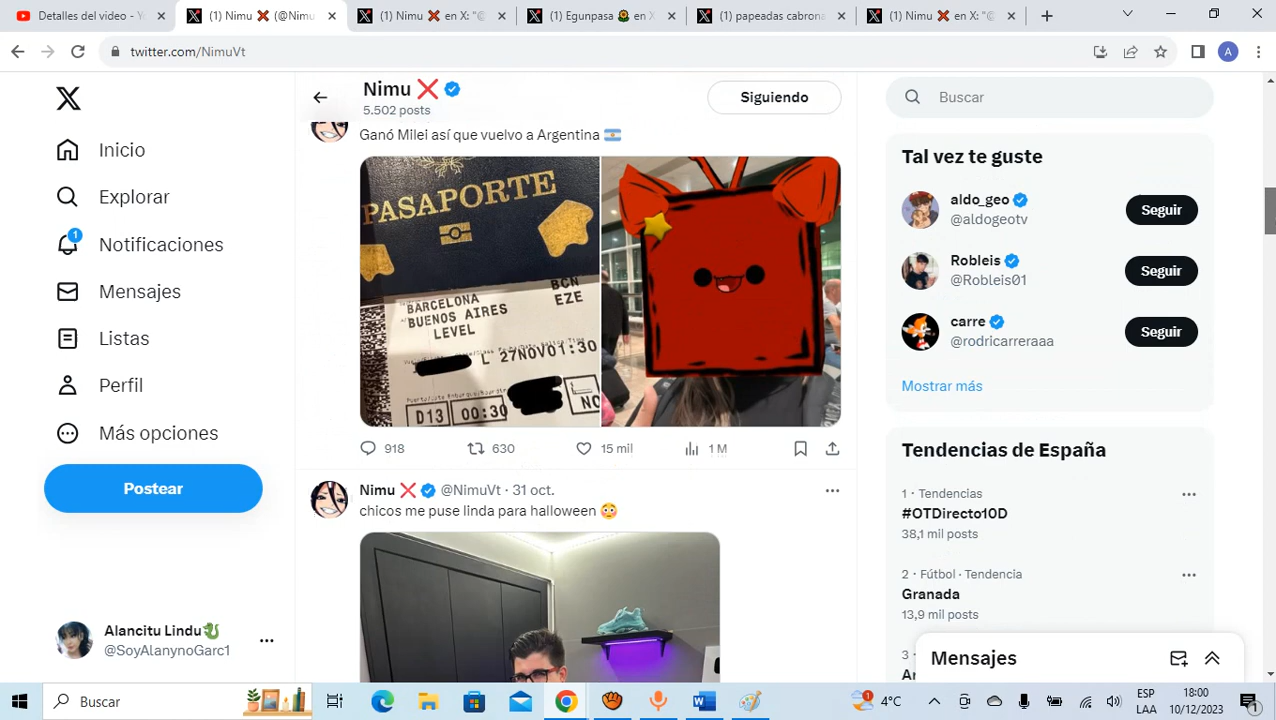 Detalles del video - Y
(1) Nimu ❌ (@Nimu
(1) Nimu ❌ en X: "@
(1) Egunpasa 🌻 en X
(1) papeadas cabrona
(1) Nimu ❌ en X: "@
twitter.com/NimuVt
A
Inicio
Explorar
1
Notificaciones
Mensajes
Listas
Perfil
Más opciones
Postear
Alancitu Lindu🐉
@SoyAlanynoGarc1
Nimu ❌
5.502 posts
Siguiendo
Ganó Milei así que vuelvo a Argentina 🇦🇷
PASAPORTE
BARCELONA
BUENOS AIRES
LEVEL
BCN
EZE
L 27NOV01:30
D13 00:30
NO
918
630
15 mil
1 M
Nimu ❌ @NimuVt · 31 oct.
chicos me puse linda para halloween 😳
Buscar
Tal vez te guste
aldo_geo
@aldogeotv
Seguir
Robleis
@Robleis01
Seguir
carre
@rodricarreraaa
Seguir
Mostrar más
Tendencias de España
1 · Tendencias
#OTDirecto10D
38,1 mil posts
2 · Fútbol · Tendencia
Granada
13,9 mil posts
3 ·
Mensajes
Buscar
1
4°C
ESP
LAA
18:00
10/12/2023
1